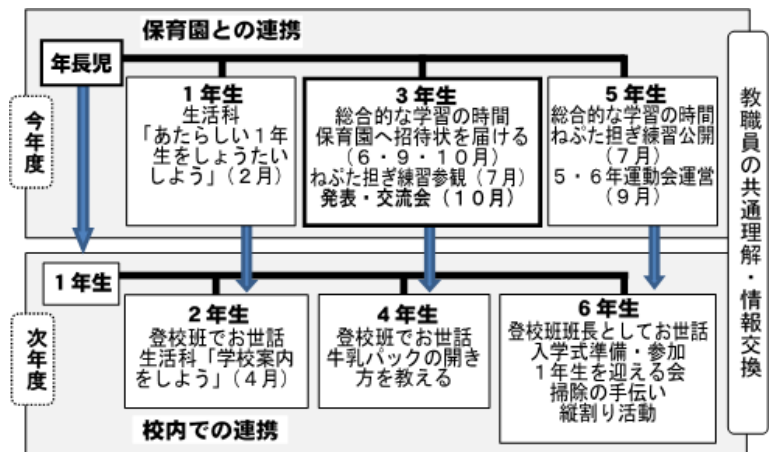 保育園との連携
年長児
今年度
１年生
生活科
「あたらしい１年
生をしょうたい
しよう」（２月）
３年生
総合的な学習の時間
保育園へ招待状を届ける
（６・９・１０月）
ねぷた担ぎ練習参観（７月）
発表・交流会（１０月）
５年生
総合的な学習の時間
ねぷた担ぎ練習公開
（７月）
５・６年運動会運営
（９月）
教職員の共通理解・情報交換
１年生
次年度
２年生
登校班でお世話
生活科「学校案内
をしよう」（４月）
４年生
登校班でお世話
牛乳パックの開き
方を教える
６年生
登校班班長としてお世話
入学式準備・参加
１年生を迎える会
掃除の手伝い
縦割り活動
校内での連携